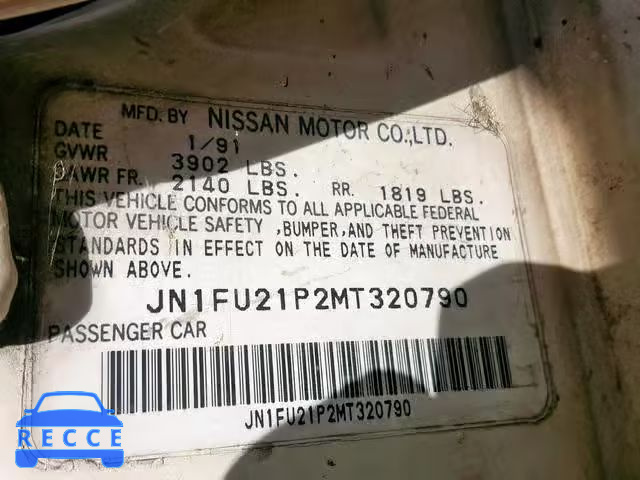 MFD. BY NISSAN MOTOR CO.,LTD.
DATE 1/91
GVWR 3902 LBS.
GAWR FR. 2140 LBS. RR. 1819 LBS.
THIS VEHICLE CONFORMS TO ALL APPLICABLE FEDERAL
MOTOR VEHICLE SAFETY ,BUMPER,AND THEFT PREVENTION
STANDARDS IN EFFECT ON THE DATE OF MANUFACTURE
SHOWN ABOVE.
JN1FU21P2MT320790
PASSENGER CAR
JN1FU21P2MT320790
RECCE